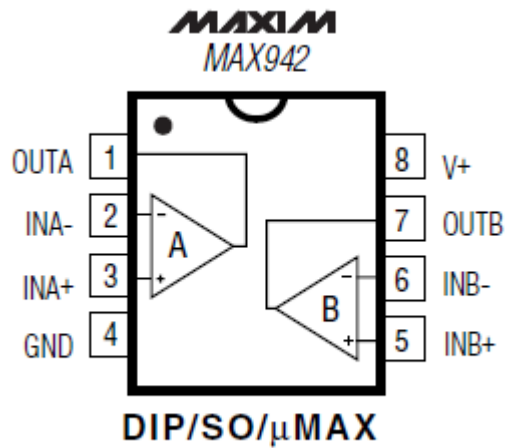 MAXIM
MAX942
OUTA 1
INA- 2
INA+ 3
GND 4
8 V+
7 OUTB
6 INB-
5 INB+
- A +
- B +
DIP/SO/µMAX